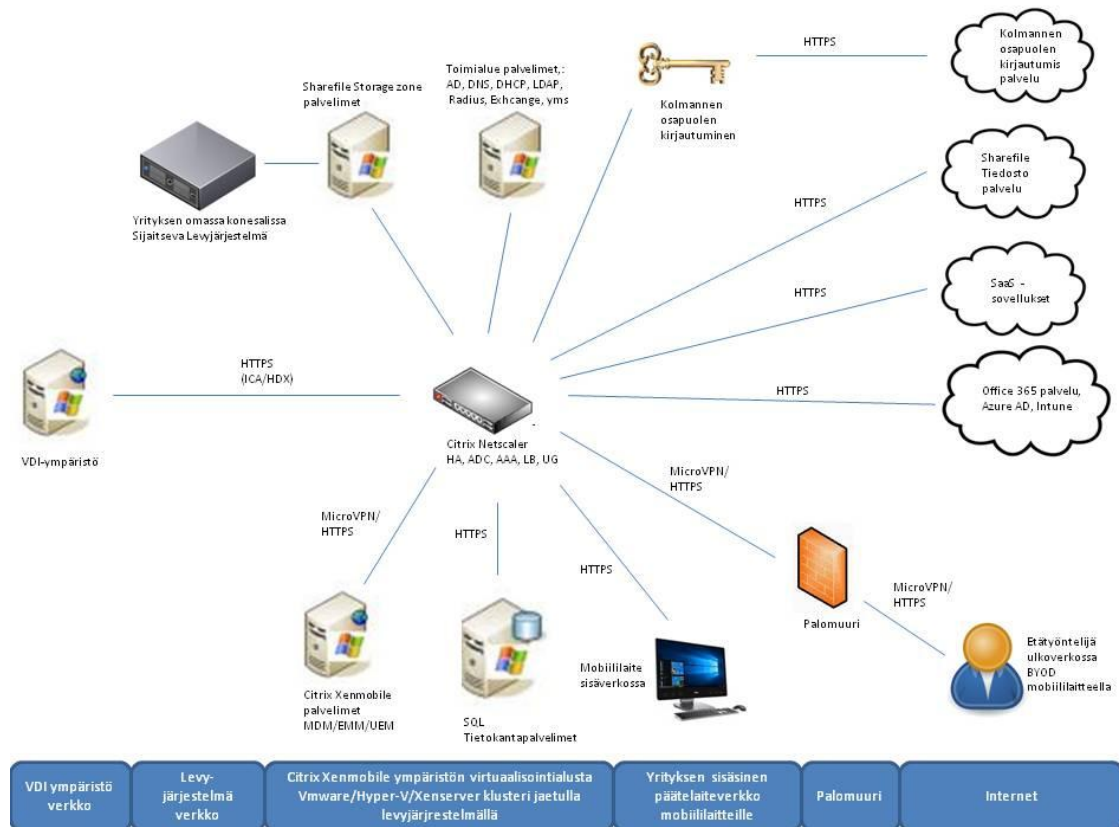 HTTPS
Kolmannen
osapuolen
kirjautumis
palvelu
Toimialue palvelimet,:
AD, DNS, DHCP, LDAP,
Radius, Exhcange, yms
Sharefile Storage zone
palvelimet
Kolmannen
osapuolen
kirjautuminen
Sharefile
Tiedosto
palvelu
HTTPS
Yrityksen omassa konesalissa
Sijaitseva Levyjärjestelmä
SaaS -
sovellukset
HTTPS
HTTPS
(ICA/HDX)
HTTPS
Office 365 palvelu,
Azure AD, Intune
VDI-ympäristö
Citrix Netscaler
HA, ADC, AAA, LB, UG
MicroVPN/
HTTPS
MicroVPN/
HTTPS
HTTPS
HTTPS
MicroVPN/
HTTPS
Palomuuri
Etätyöntelijä
ulkoverkossa
BYOD
mobiililaitteella
Mobiililaite
sisäverkossa
Citrix Xenmobile
palvelimet
MDM/EMM/UEM
SQL
Tietokantapalvelimet
VDI ympäristö
verkko
Levy-
järjestelmä
verkko
Citrix Xenmobile ympäristön virtuaalisointialusta
Vmware/Hyper-V/Xenserver klusteri jaetulla
levyjärjrestelmällä
Yrityksen sisäsinen
päätelaiteverkko
mobiililaitteille
Palomuuri
Internet